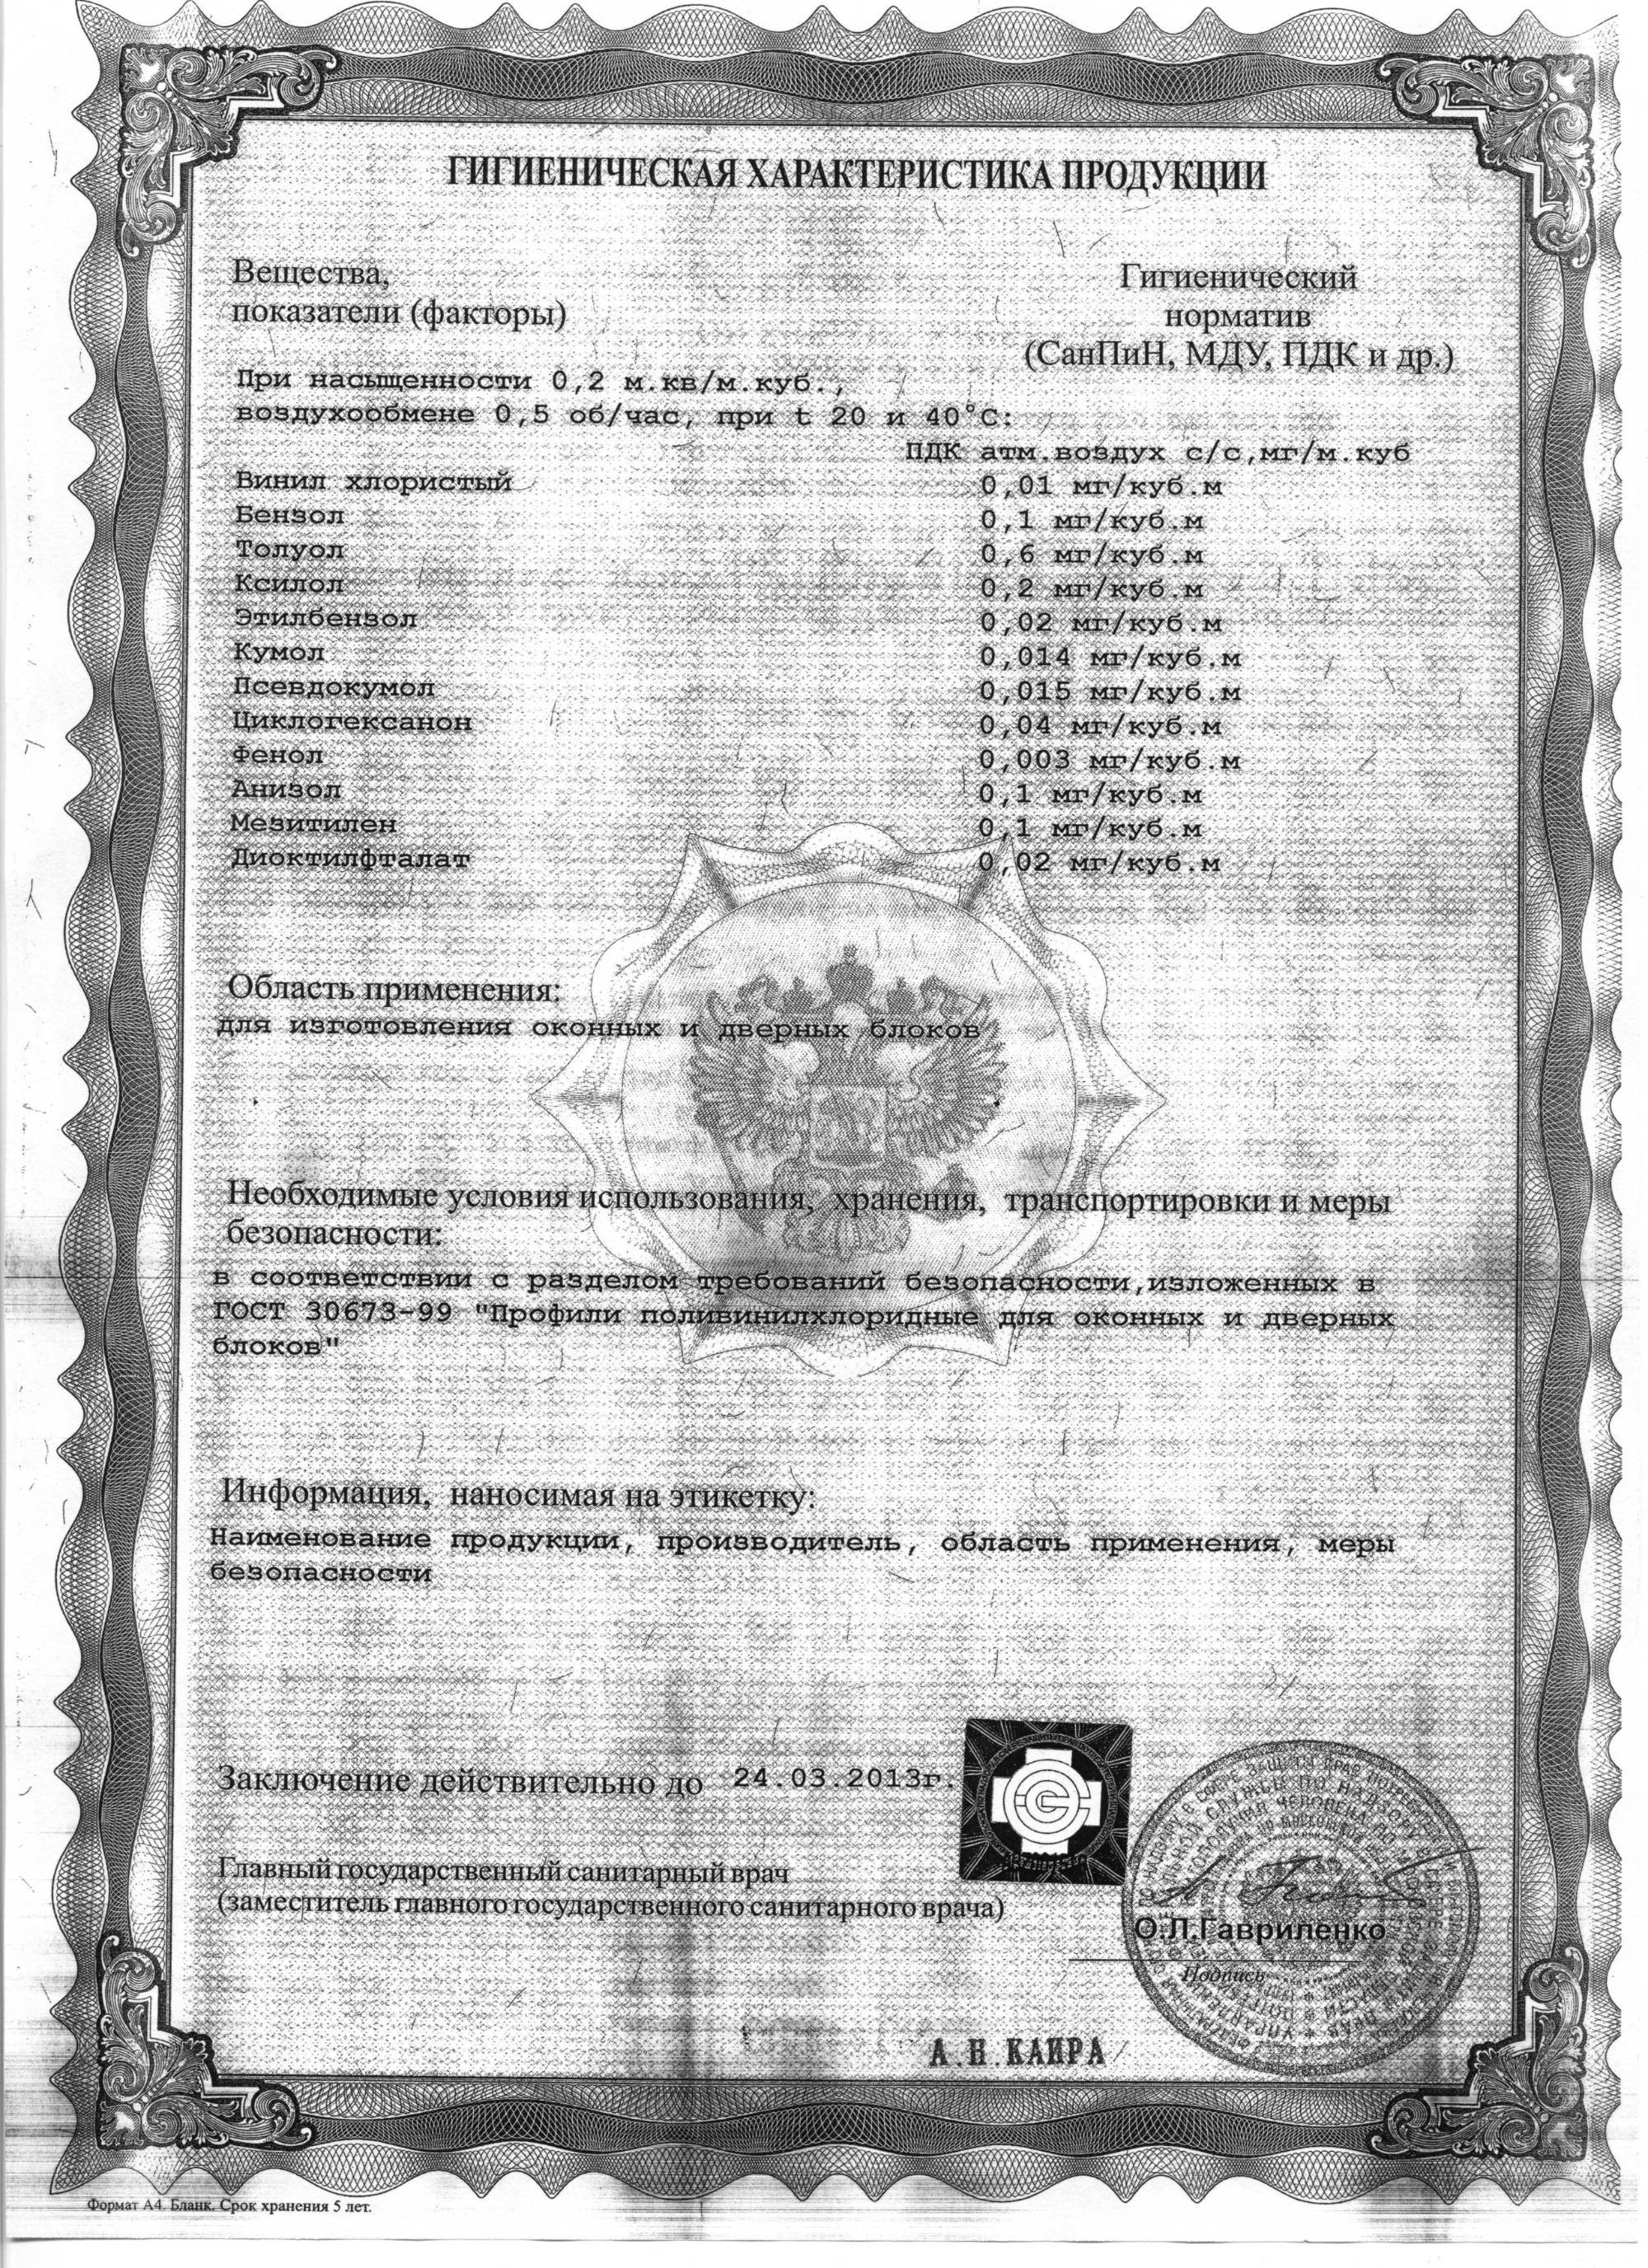 ГИГИЕНИЧЕСКАЯ ХАРАКТЕРИСТИКА ПРОДУКЦИИ
Вещества,
показатели (факторы)
Гигиенический
норматив
(СанПиН, МДУ, ПДК и др.)
При насыщенности 0,2 м.кв/м.куб.,
воздухообмене 0,5 об/час, при t 20 и 40°С:
ПДК атм.воздух с/с,мг/м.куб
Винил хлористый 0,01 мг/куб.м
Бензол 0,1 мг/куб.м
Толуол 0,6 мг/куб.м
Ксилол 0,2 мг/куб.м
Этилбензол 0,02 мг/куб.м
Кумол 0,014 мг/куб.м
Псевдокумол 0,015 мг/куб.м
Циклогексанон 0,04 мг/куб.м
Фенол 0,003 мг/куб.м
Анизол 0,1 мг/куб.м
Мезитилен 0,1 мг/куб.м
Диоктилфталат 0,02 мг/куб.м
Область применения:
для изготовления оконных и дверных блоков
Необходимые условия использования, хранения, транспортировки и меры
безопасности:
в соответствии с разделом требований безопасности,изложенных в
ГОСТ 30673-99 "Профили поливинилхлоридные для оконных и дверных
блоков"
Информация, наносимая на этикетку:
Наименование продукции, производитель, область применения, меры
безопасности
Заключение действительно до 24.03.2013г.
Главный государственный санитарный врач
(заместитель главного государственного санитарного врача)
О.Л.Гавриленко
Подпись
А.Н.КАИРА
Формат А4. Бланк. Срок хранения 5 лет.